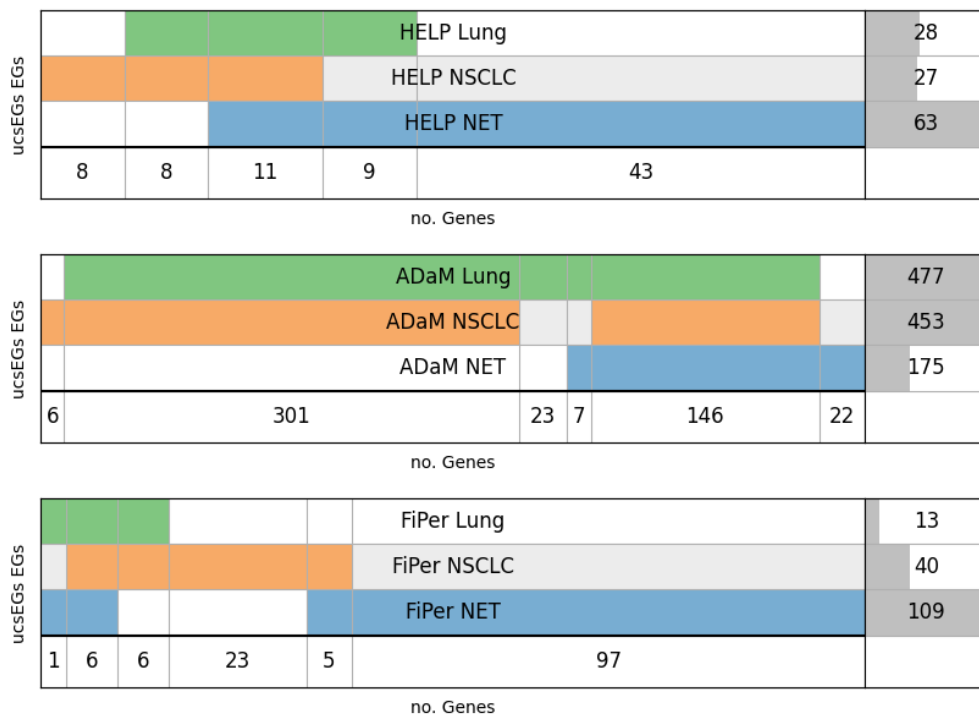 HELP Lung 28
ucsEGs EGs
HELP NSCLC 27
HELP NET 63
8 8 11 9 43
no. Genes
ADaM Lung 477
ucsEGs EGs
ADaM NSCLC 453
ADaM NET 175
6 301 23 7 146 22
no. Genes
FiPer Lung 13
ucsEGs EGs
FiPer NSCLC 40
FiPer NET 109
1 6 6 23 5 97
no. Genes